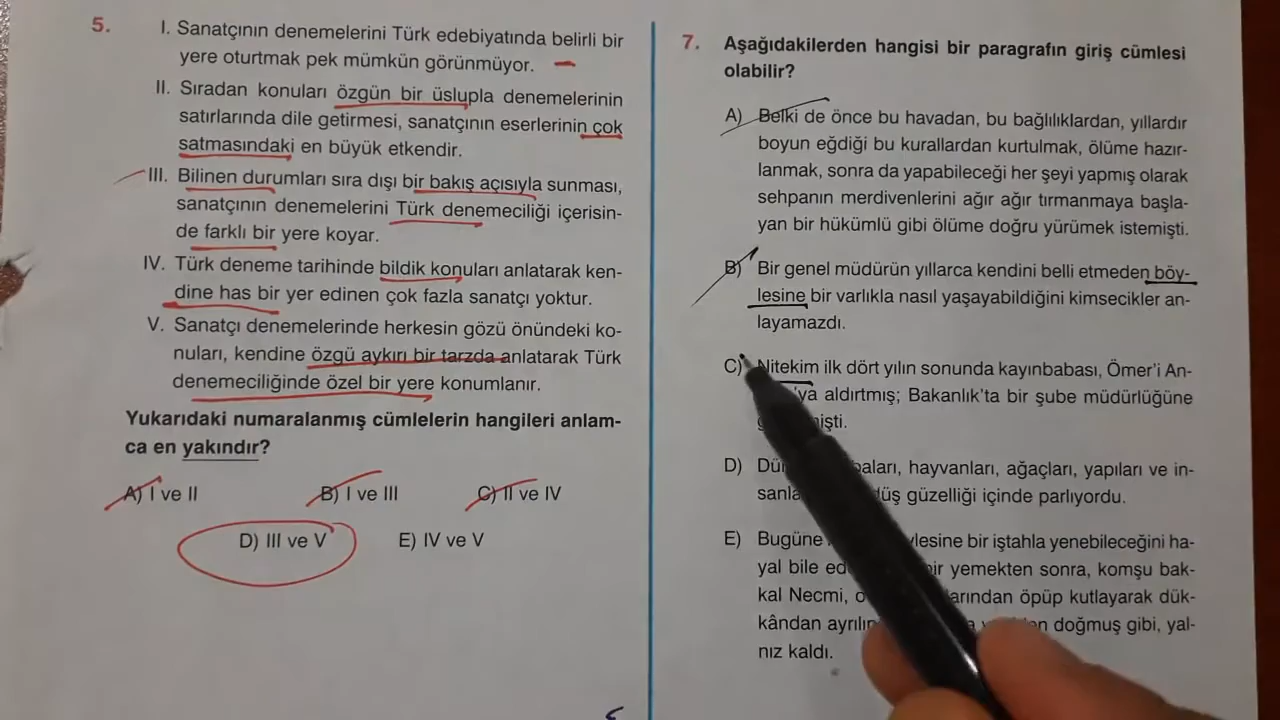 5. I. Sanatçının denemelerini Türk edebiyatında belirli bir
yere oturtmak pek mümkün görünmüyor.
II. Sıradan konuları özgün bir üslupla denemelerinin
satırlarında dile getirmesi, sanatçının eserlerinin çok
satmasındaki en büyük etkendir.
III. Bilinen durumları sıra dışı bir bakış açısıyla sunması,
sanatçının denemelerini Türk denemeciliği içerisin-
de farklı bir yere koyar.
IV. Türk deneme tarihinde bildik konuları anlatarak ken-
dine has bir yer edinen çok fazla sanatçı yoktur.
V. Sanatçı denemelerinde herkesin gözü önündeki ko-
nuları, kendine özgü aykırı bir tarzda anlatarak Türk
denemeciliğinde özel bir yere konumlanır.
Yukarıdaki numaralanmış cümlelerin hangileri anlam-
ca en yakındır?
A) I ve II B) I ve III C) II ve IV
D) III ve V E) IV ve V
7. Aşağıdakilerden hangisi bir paragrafın giriş cümlesi
olabilir?
A) Belki de önce bu havadan, bu bağlılıklardan, yıllardır
boyun eğdiği bu kurallardan kurtulmak, ölüme hazır-
lanmak, sonra da yapabileceği her şeyi yapmış olarak
sehpanın merdivenlerini ağır ağır tırmanmaya başla-
yan bir hükümlü gibi ölüme doğru yürümek istemişti.
B) Bir genel müdürün yıllarca kendini belli etmeden böy-
lesine bir varlıkla nasıl yaşayabildiğini kimsecikler an-
layamazdı.
C) Nitekim ilk dört yılın sonunda kayınbabası, Ömer'i An-
aldırtmış; Bakanlık'ta bir şube müdürlüğüne
D) hayvanları, ağaçları, yapıları ve in-
düş güzelliği içinde parlıyordu.
E) Bugüne bir iştahla yenebileceğini ha-
yal bile bir yemekten sonra, komşu bak-
kal Necmi, öpüp kutlayarak dük-
kândan doğmuş gibi, yal-
nız kaldı.